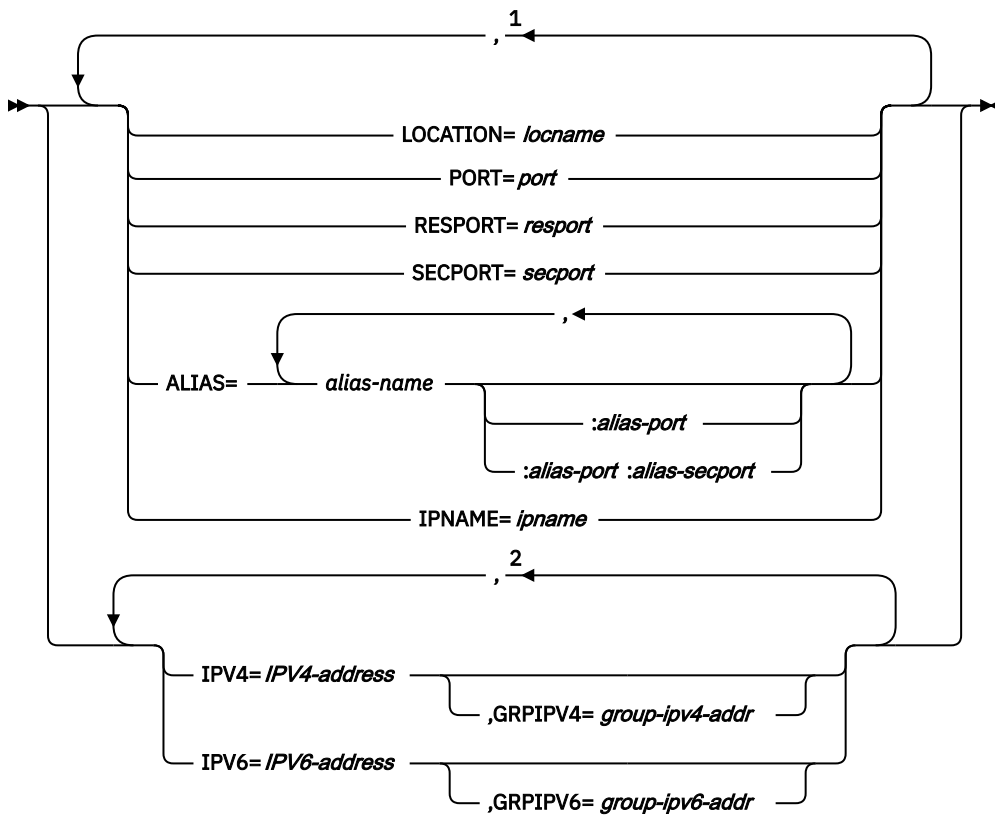 1
,
LOCATION= locname
PORT= port
RESPORT= resport
SECPORT= secport
,
ALIAS= alias-name
:alias-port
:alias-port :alias-secport
IPNAME= ipname
2
,
IPV4= IPV4-address
,GRPIPV4= group-ipv4-addr
IPV6= IPV6-address
,GRPIPV6= group-ipv6-addr